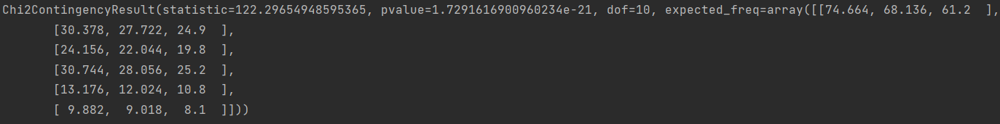 Chi2ContingencyResult(statistic=122.29654948595365, pvalue=1.7291616900960234e-21, dof=10, expected_freq=array([[74.664, 68.136, 61.2  ],
       [30.378, 27.722, 24.9  ],
       [24.156, 22.044, 19.8  ],
       [30.744, 28.056, 25.2  ],
       [13.176, 12.024, 10.8  ],
       [ 9.882,  9.018,  8.1  ]]))